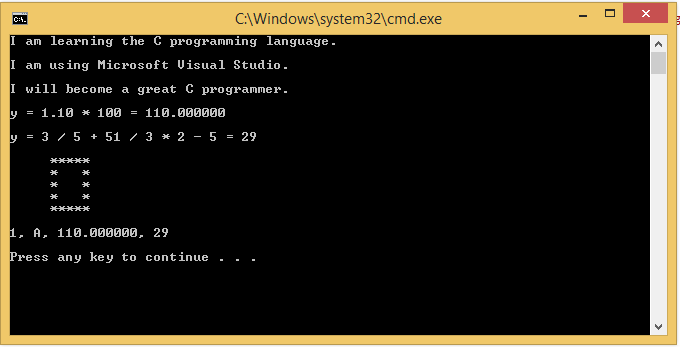 C:\Windows\system32\cmd.exe
I am learning the C programming language.
I am using Microsoft Visual Studio.
I will become a great C programmer.
y = 1.10 * 100 = 110.000000
y = 3 / 5 + 51 / 3 * 2 - 5 = 29
     *****
     *   *
     *   *
     *   *
     *****
1, A, 110.000000, 29
Press any key to continue . . .